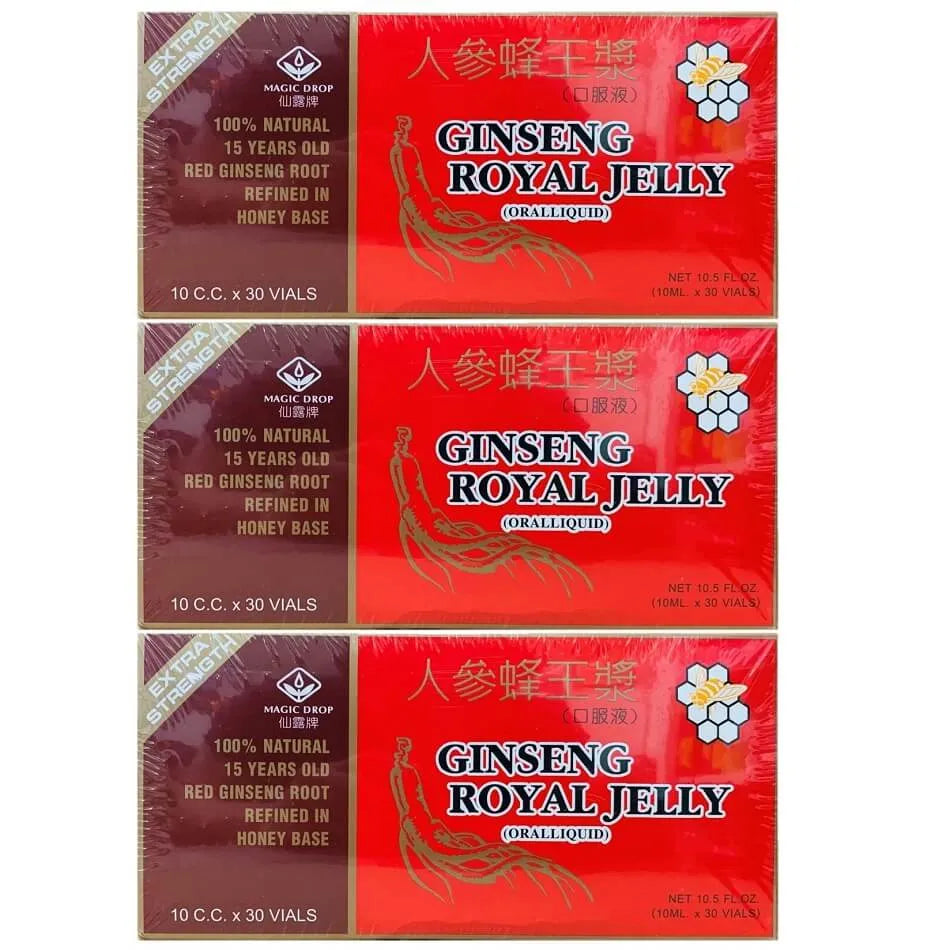 EXTRA
STRENGTH
MAGIC DROP
仙露牌
100% NATURAL
15 YEARS OLD
RED GINSENG ROOT
REFINED IN
HONEY BASE
10 C.C. x 30 VIALS
人參蜂王漿
(口服液)
GINSENG
ROYAL JELLY
(ORALLIQUID)
NET 10.5 FL.OZ.
(10ML. x 30 VIALS)
EXTRA
STRENGTH
MAGIC DROP
仙露牌
100% NATURAL
15 YEARS OLD
RED GINSENG ROOT
REFINED IN
HONEY BASE
10 C.C. x 30 VIALS
人參蜂王漿
(口服液)
GINSENG
ROYAL JELLY
(ORALLIQUID)
NET 10.5 FL.OZ.
(10ML. x 30 VIALS)
EXTRA
STRENGTH
MAGIC DROP
仙露牌
100% NATURAL
15 YEARS OLD
RED GINSENG ROOT
REFINED IN
HONEY BASE
10 C.C. x 30 VIALS
人參蜂王漿
(口服液)
GINSENG
ROYAL JELLY
(ORALLIQUID)
NET 10.5 FL.OZ.
(10ML. x 30 VIALS)